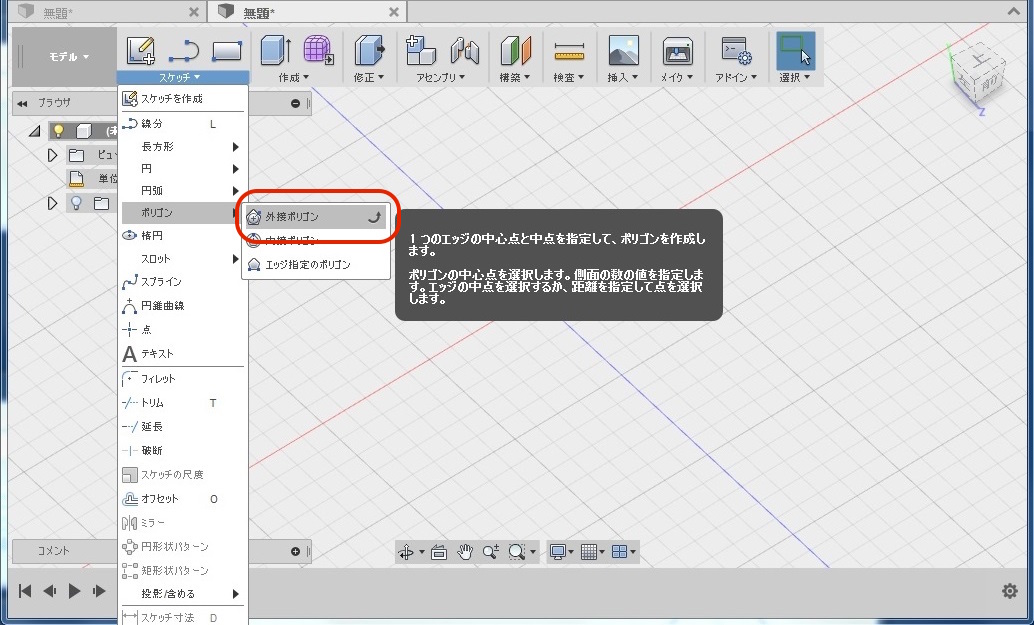 無題*
無題*
モデル
スケッチ
作成
修正
アセンブリ
構築
検査
挿入
メイク
アドイン
選択
ブラウザ
スケッチを作成
線分 L
長方形
円
円弧
ポリゴン
楕円
スロット
スプライン
円錐曲線
点
テキスト
フィレット
トリム T
延長
破断
スケッチの尺度
オフセット O
ミラー
円形状パターン
矩形状パターン
投影/含める
スケッチ寸法 D
外接ポリゴン
内接ポリゴン
エッジ指定のポリゴン
1 つのエッジの中心点と中点を指定して、ポリゴンを作成し
ます。
ポリゴンの中心点を選択します。側面の数の値を指定しま
す。エッジの中点を選択するか、距離を指定して点を選択
します。
(未
ビュ
単位
コメント
Z